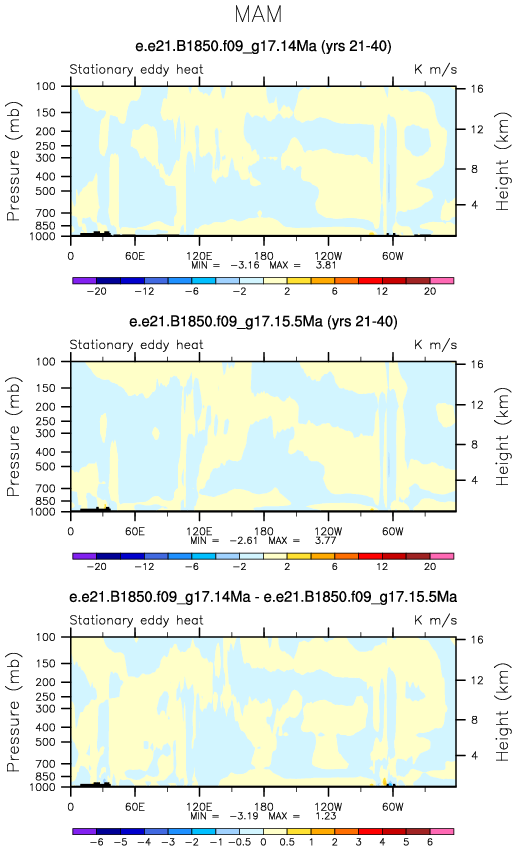 MAM
e.e21.B1850.f09_g17.14Ma (yrs 21-40)
Stationary eddy heat K m/s
Pressure (mb)
Height (km)
100
150
200
250
300
400
500
700
850
1000
16
12
8
4
0 60E 120E 180 120W 60W
MIN = -3.16 MAX = 3.81
-20 -12 -6 -2 2 6 12 20
e.e21.B1850.f09_g17.15.5Ma (yrs 21-40)
Stationary eddy heat K m/s
Pressure (mb)
Height (km)
100
150
200
250
300
400
500
700
850
1000
16
12
8
4
0 60E 120E 180 120W 60W
MIN = -2.61 MAX = 3.77
-20 -12 -6 -2 2 6 12 20
e.e21.B1850.f09_g17.14Ma - e.e21.B1850.f09_g17.15.5Ma
Stationary eddy heat K m/s
Pressure (mb)
Height (km)
100
150
200
250
300
400
500
700
850
1000
16
12
8
4
0 60E 120E 180 120W 60W
MIN = -3.19 MAX = 1.23
-6 -5 -4 -3 -2 -1 -0.5 0 0.5 1 2 3 4 5 6